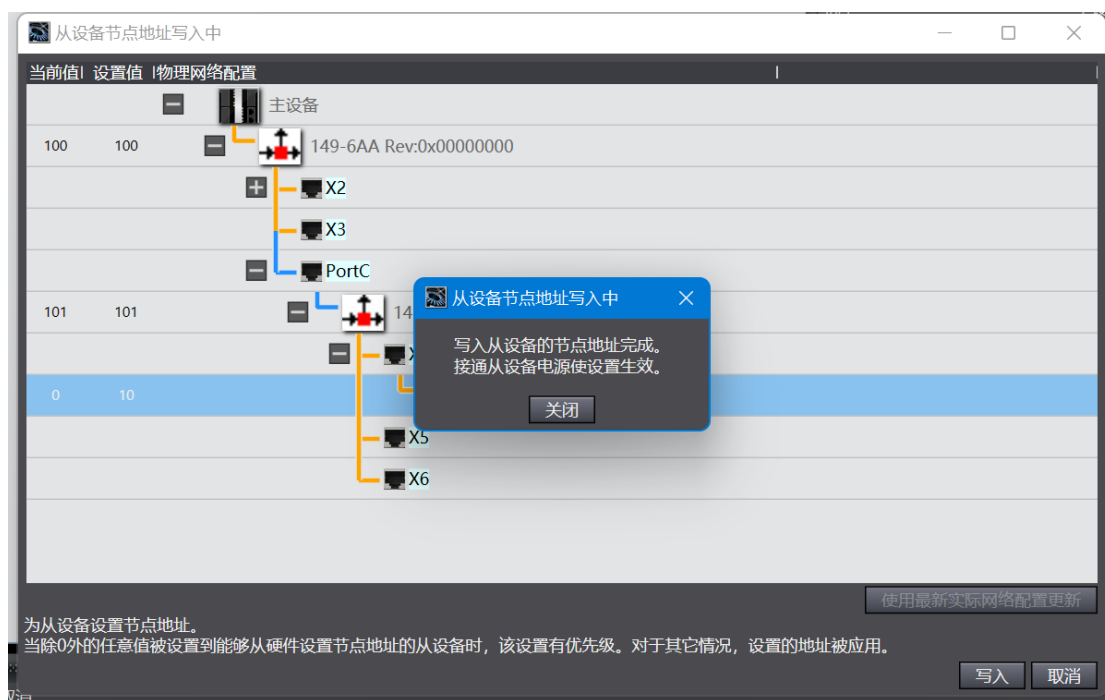 从设备节点地址写入中
当前值 设置值 物理网络配置
主设备
100 100 149-6AA Rev:0x00000000
X2
X3
PortC
101 101 14
从设备节点地址写入中
写入从设备的节点地址完成。
接通从设备电源使设置生效。
关闭
0 10
X5
X6
使用最新实际网络配置更新
为从设备设置节点地址。
当除0外的任意值被设置到能够从硬件设置节点地址的从设备时，该设置有优先级。对于其它情况，设置的地址被应用。
写入 取消